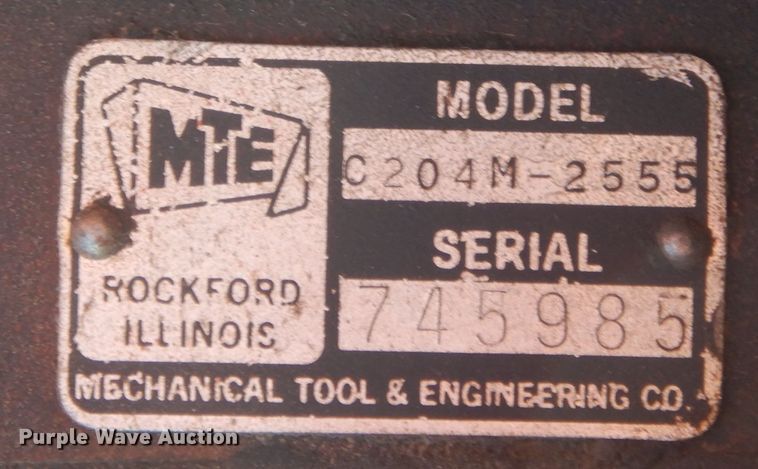 MTE
ROCKFORD
ILLINOIS
MODEL
C204M-2555
SERIAL
745985
MECHANICAL TOOL & ENGINEERING CO.
Purple Wave Auction